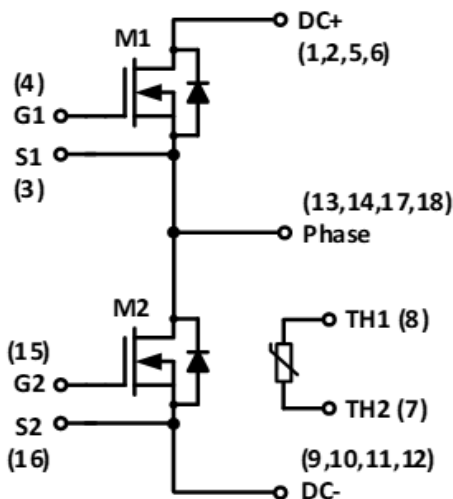 DC+
M1
(1,2,5,6)
(4)
G1
S1
(3)
(13,14,17,18)
Phase
M2
TH1 (8)
(15)
G2
TH2 (7)
S2
(16)
(9,10,11,12)
DC-